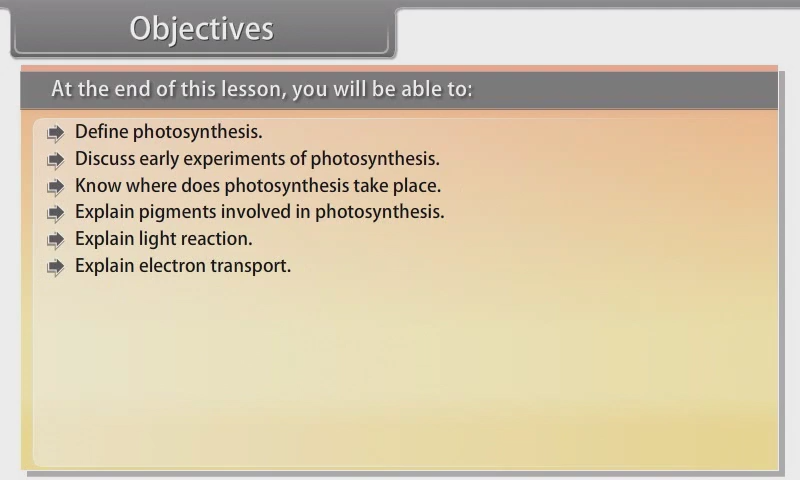 Objectives
At the end of this lesson, you will be able to:
Define photosynthesis.
Discuss early experiments of photosynthesis.
Know where does photosynthesis take place.
Explain pigments involved in photosynthesis.
Explain light reaction.
Explain electron transport.